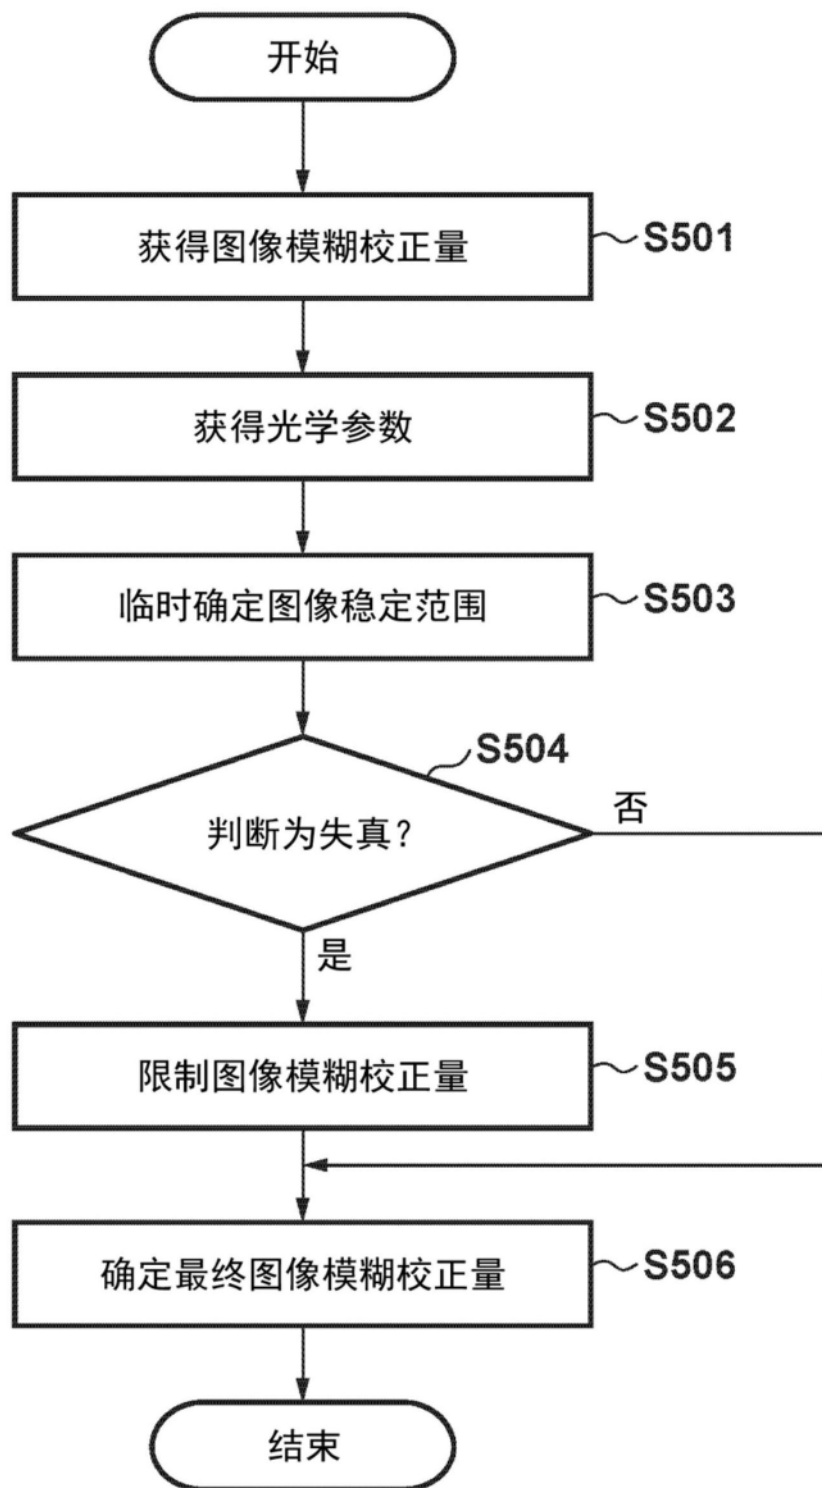 开始
获得图像模糊校正量
S501
获得光学参数
S502
临时确定图像稳定范围
S503
S504
判断为失真?
否
是
限制图像模糊校正量
S505
确定最终图像模糊校正量
S506
结束